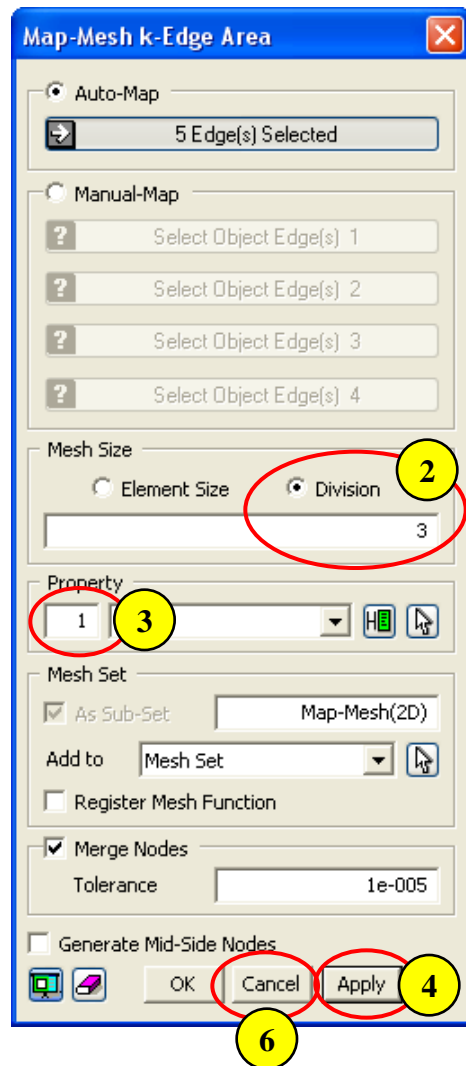 Map-Mesh k-Edge Area
Auto-Map
5 Edge(s) Selected
Manual-Map
? Select Object Edge(s) 1
? Select Object Edge(s) 2
? Select Object Edge(s) 3
? Select Object Edge(s) 4
Mesh Size
2
Element Size Division
3
Property
1 3
Mesh Set
As Sub-Set Map-Mesh(2D)
Add to Mesh Set
Register Mesh Function
Merge Nodes
Tolerance 1e-005
Generate Mid-Side Nodes
OK Cancel Apply 4
6